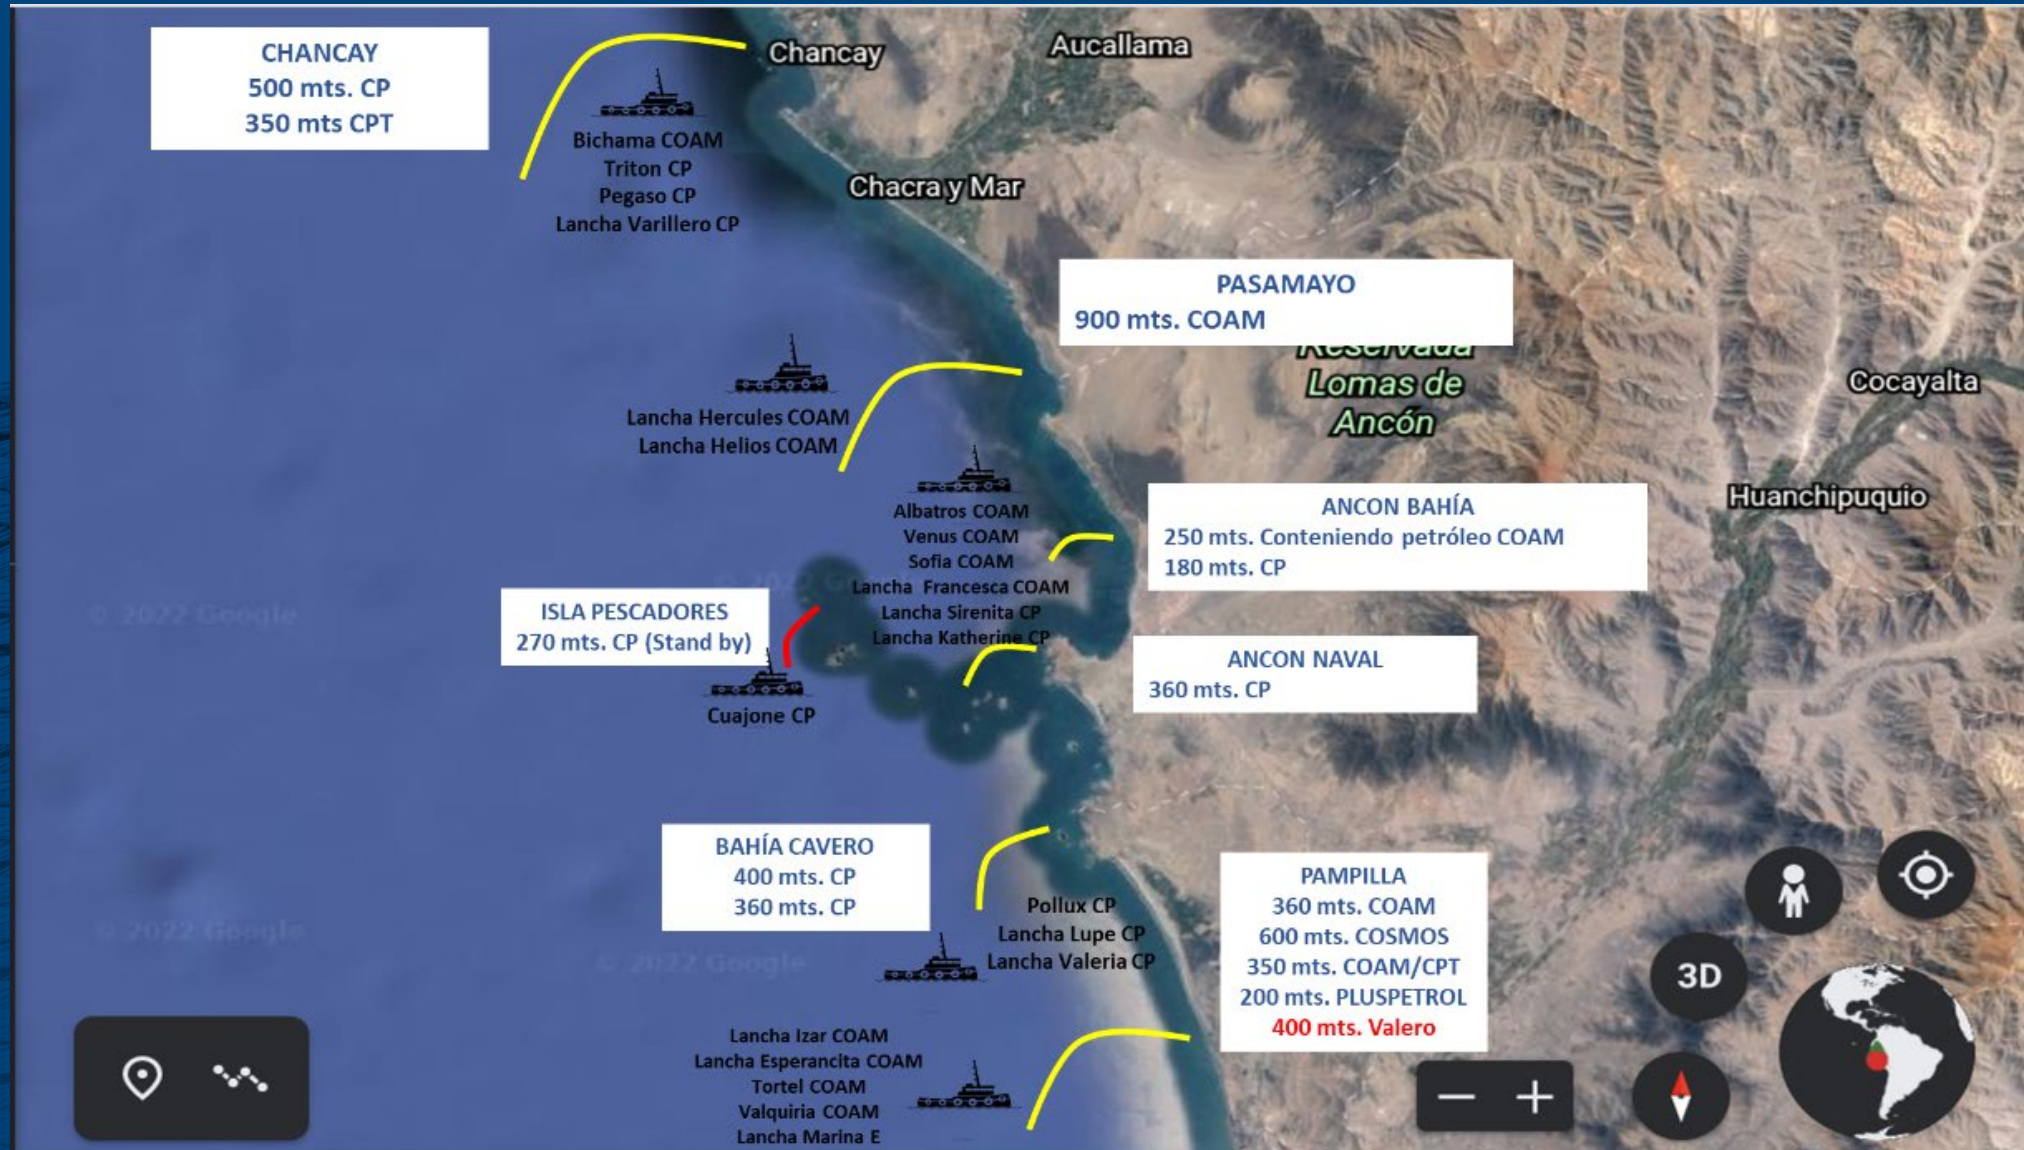 CHANCAY
500 mts. CP
350 mts CPT
Chancay
Aucallama
Bichama COAM
Triton CP
Pegaso CP
Lancha Varillero CP
Chacra y Mar
PASAMAYO
900 mts. COAM
Reservada
Lomas de
Ancón
Cocayalta
Lancha Hercules COAM
Lancha Helios COAM
Huanchipuquio
ANCON BAHÍA
250 mts. Conteniendo petróleo COAM
180 mts. CP
Albatros COAM
Venus COAM
Sofia COAM
Lancha Francesca COAM
Lancha Sirenita CP
Lancha Katherine CP
© 2022 Google
© 2022 Google
ISLA PESCADORES
270 mts. CP (Stand by)
Cuajone CP
ANCON NAVAL
360 mts. CP
BAHÍA CAVERO
400 mts. CP
360 mts. CP
Pollux CP
Lancha Lupe CP
Lancha Valeria CP
PAMPILLA
360 mts. COAM
600 mts. COSMOS
350 mts. COAM/CPT
200 mts. PLUSPETROL
400 mts. Valero
© 2022 Google
© 2022 Google
3D
Lancha Izar COAM
Lancha Esperancita COAM
Tortel COAM
Valquiria COAM
Lancha Marina E